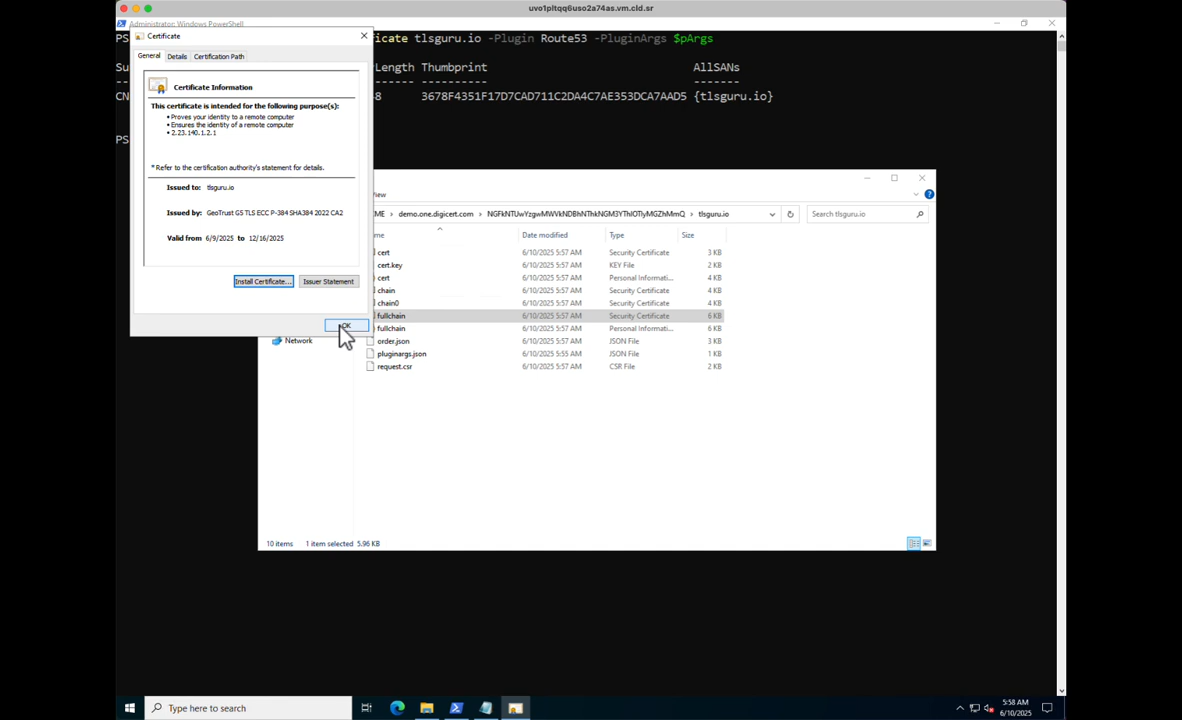 uvo1pltqq6uso2a74as.vm.cld.sr
Administrator: Windows PowerShell
PS
icate tlsguru.io -Plugin Route53 -PluginArgs $pArgs
Su
Length Thumbprint AllSANs
-- ------ ---------- -------
CN
8 3678F4351F17D7CAD711C2DA4C7AE353DCA7AAD5 {tlsguru.io}
PS
Certificate
General Details Certification Path
Certificate Information
This certificate is intended for the following purpose(s):
• Proves your identity to a remote computer
• Ensures the identity of a remote computer
• 2.23.140.1.2.1
* Refer to the certification authority's statement for details.
Issued to: tlsguru.io
Issued by: GeoTrust G5 TLS ECC P-384 SHA384 2022 CA2
Valid from 6/9/2025 to 12/16/2025
Install Certificate... Issuer Statement
OK
View
ME › demo.one.digicert.com › › tlsguru.io
Search tlsguru.io
me Date modified Type Size
cert 6/10/2025 5:57 AM Security Certificate 3 KB
cert.key 6/10/2025 5:57 AM KEY File 2 KB
cert 6/10/2025 5:57 AM Personal Informati... 4 KB
chain 6/10/2025 5:57 AM Security Certificate 4 KB
chain0 6/10/2025 5:57 AM Security Certificate 4 KB
fullchain 6/10/2025 5:57 AM Security Certificate 6 KB
fullchain 6/10/2025 5:57 AM Personal Informati... 6 KB
order.json 6/10/2025 5:57 AM JSON File 3 KB
pluginargs.json 6/10/2025 5:55 AM JSON File 1 KB
request.csr 6/10/2025 5:57 AM CSR File 2 KB
Network
10 items 1 item selected 5.96 KB
Type here to search
5:58 AM
6/10/2025